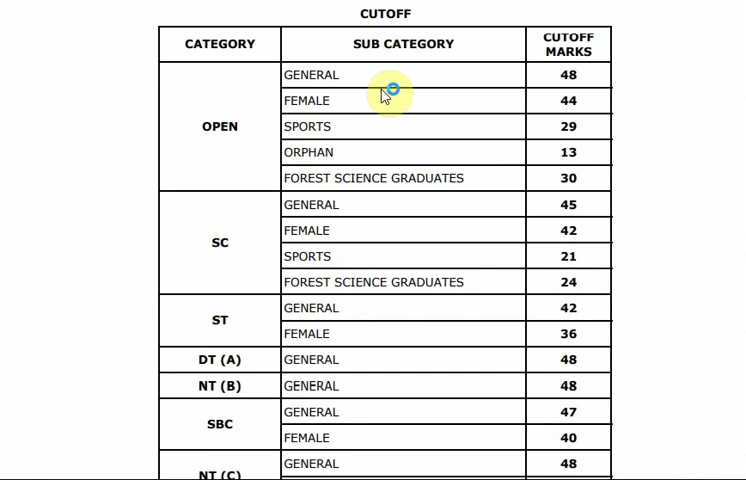 CUTOFF
CATEGORY SUB CATEGORY CUTOFF MARKS
OPEN GENERAL 48
FEMALE 44
SPORTS 29
ORPHAN 13
FOREST SCIENCE GRADUATES 30
SC GENERAL 45
FEMALE 42
SPORTS 21
FOREST SCIENCE GRADUATES 24
ST GENERAL 42
FEMALE 36
DT (A) GENERAL 48
NT (B) GENERAL 48
SBC GENERAL 47
FEMALE 40
NT (C) GENERAL 48